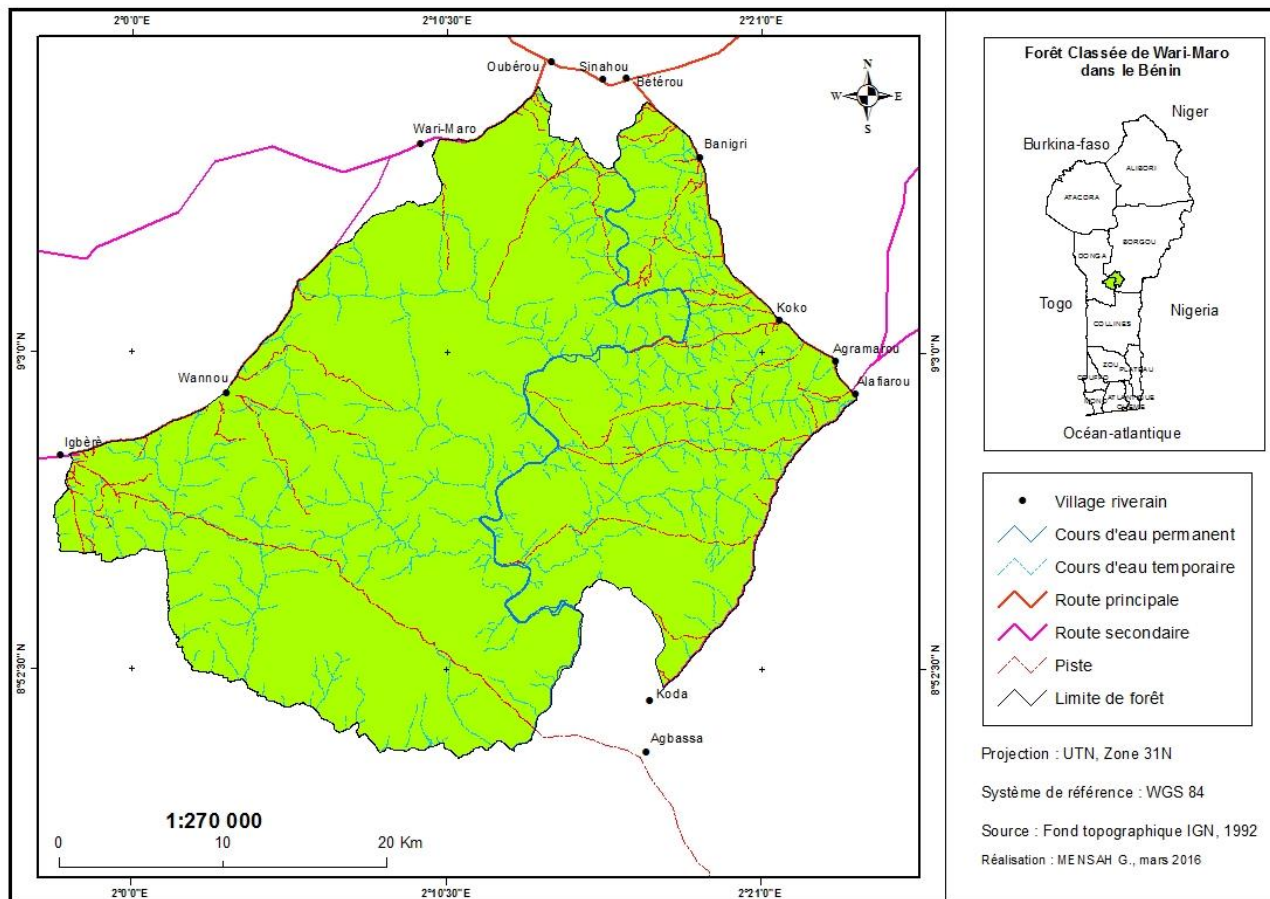 2°0'0"E
2°10'30"E
2°21'0"E
Oubérou
Sinahou
Bétérou
N
W
E
S
Wari-Maro
Banigri
Koko
9°3'0"N
9°3'0"N
Agramarou
Wannou
Alafiarou
Igbèrè
8°52'30"N
8°52'30"N
Koda
Agbassa
1:270 000
0
10
20 Km
2°0'0"E
2°10'30"E
2°21'0"E
Forêt Classée de Wari-Maro
dans le Bénin
Niger
Burkina-faso
ALIBORI
ATACORA
BORGOU
DONGA
Togo
Nigeria
COLLINES
ZOU
PLATEAU
MONO
ATLANTIQUE
Océan-atlantique
Village riverain
Cours d'eau permanent
Cours d'eau temporaire
Route principale
Route secondaire
Piste
Limite de forêt
Projection : UTN, Zone 31N
Système de référence : WGS 84
Source : Fond topographique IGN, 1992
Réalisation : MENSAH G., mars 2016